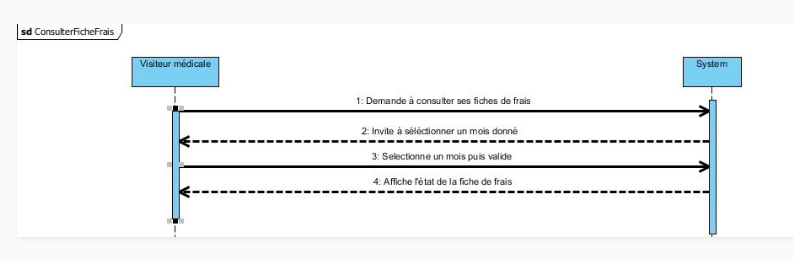 sd ConsulterFicheFrais
Visiteur médicale
System
1: Demande à consulter ses fiches de frais
2: Invite à séléctionner un mois donné
3: Selectionne un mois puis valide
4: Affiche l'état de la fiche de frais